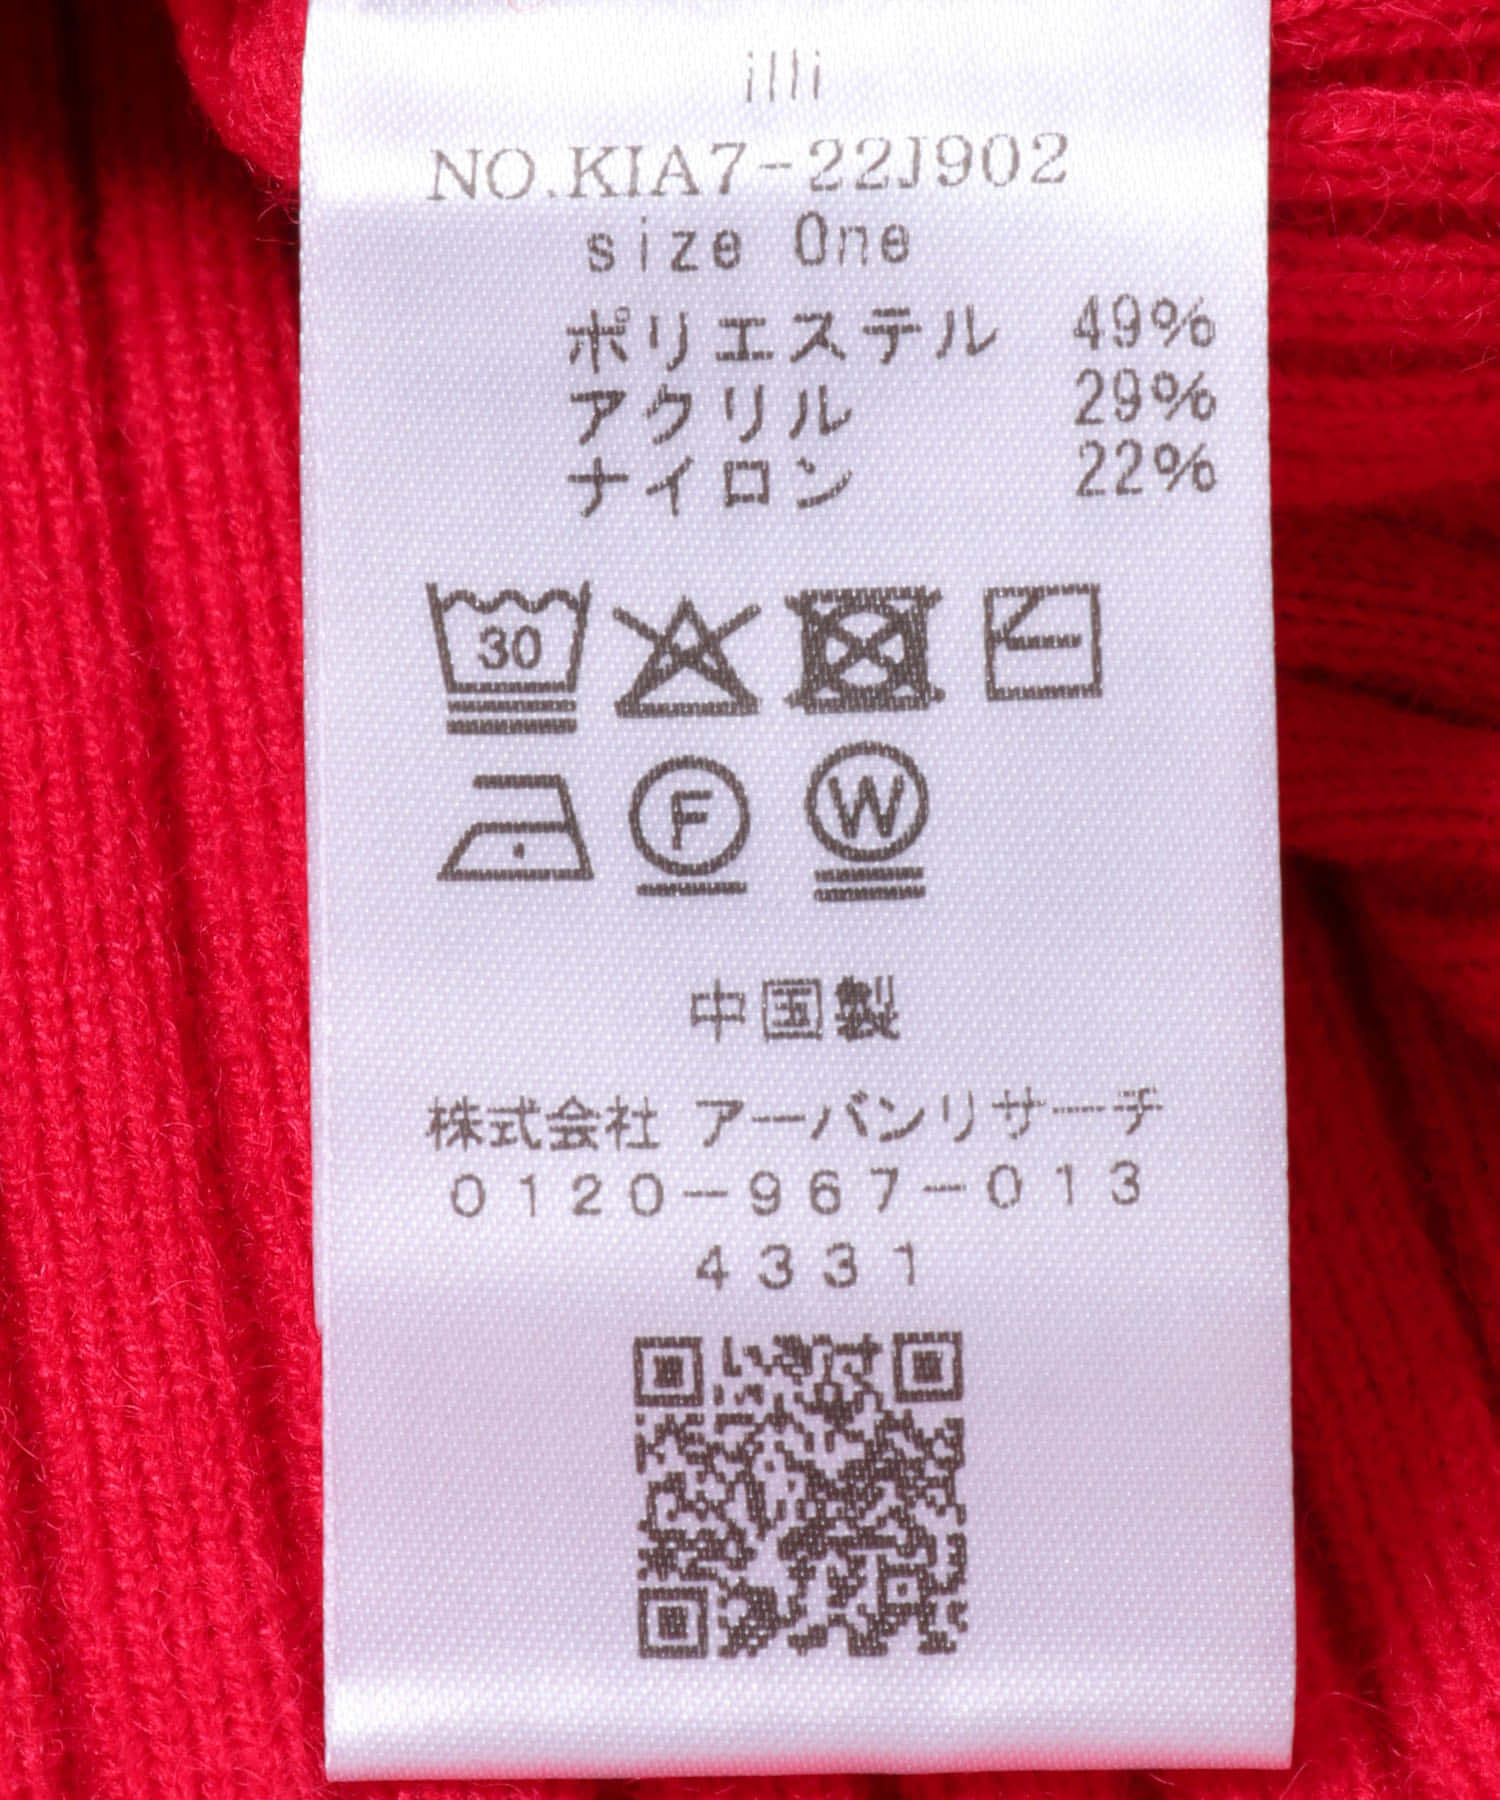 illi
NO.KIA7-22J902
size One
ポリエステル 49%
アクリル 29%
ナイロン 22%
30
F W
中国製
株式会社 アーバンリサーチ
0120-967-013
4331